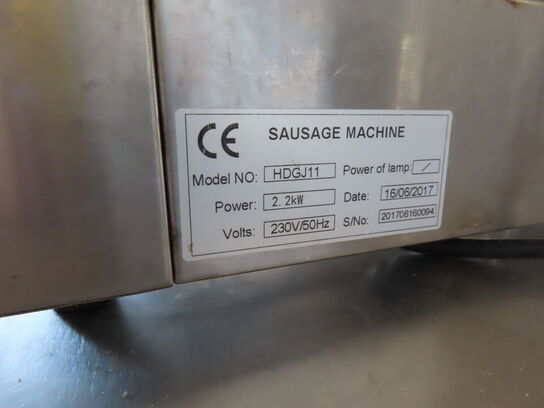 CE SAUSAGE MACHINE
Model NO: HDGJ11 Power of lamp: /
Power: 2.2kW Date: 16/06/2017
Volts: 230V/50Hz S/No: 201706160094